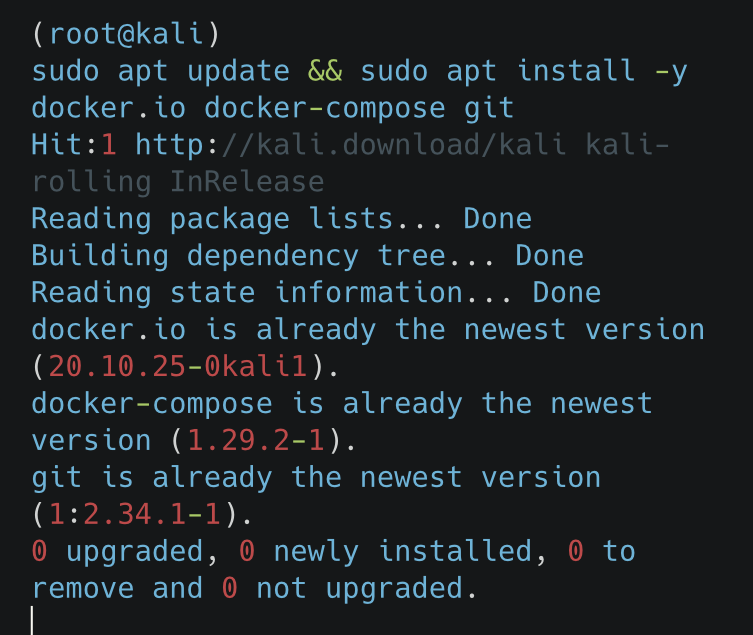 (root@kali)
sudo apt update && sudo apt install -y
docker.io docker-compose git
Hit:1 http://kali.download/kali kali-
rolling InRelease
Reading package lists... Done
Building dependency tree... Done
Reading state information... Done
docker.io is already the newest version
(20.10.25-0kali1).
docker-compose is already the newest
version (1.29.2-1).
git is already the newest version
(1:2.34.1-1).
0 upgraded, 0 newly installed, 0 to
remove and 0 not upgraded.